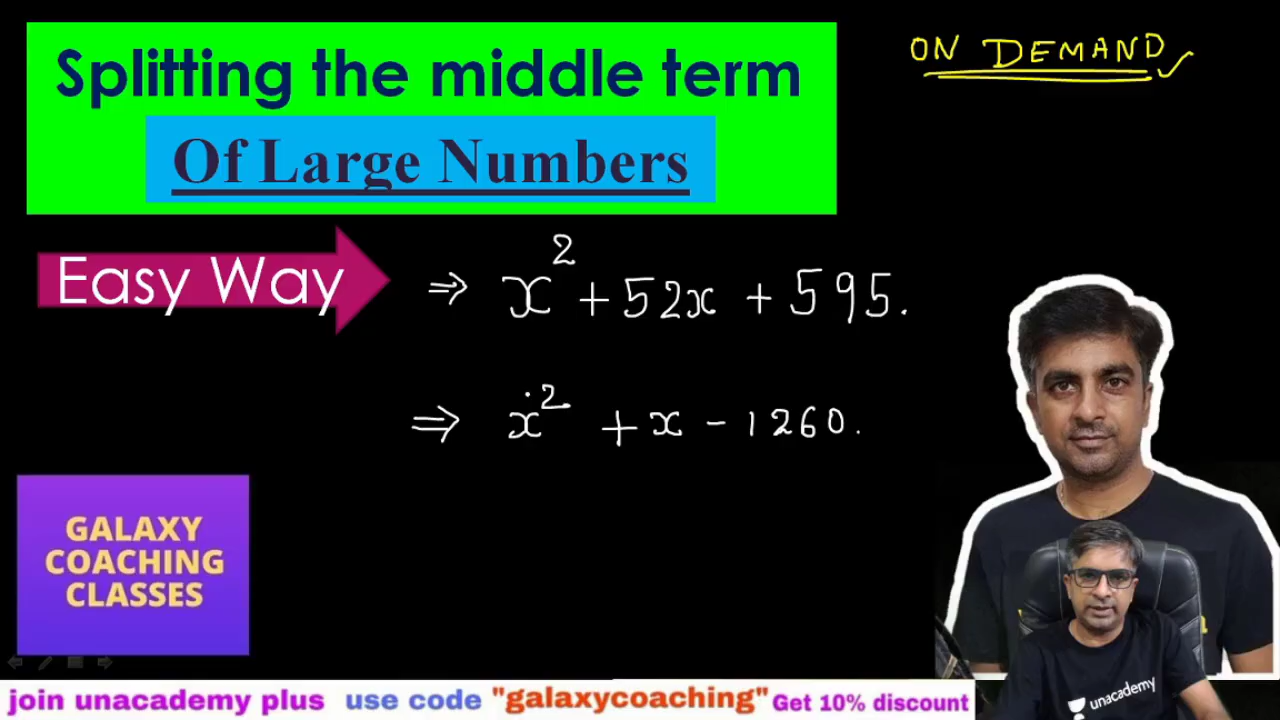 Splitting the middle term
Of Large Numbers
ON DEMAND
Easy Way
⇒ x² + 52x + 595.
⇒ x² + x - 1260.
GALAXY
COACHING
CLASSES
unacademy
join unacademy plus use code "galaxycoaching" Get 10% discount